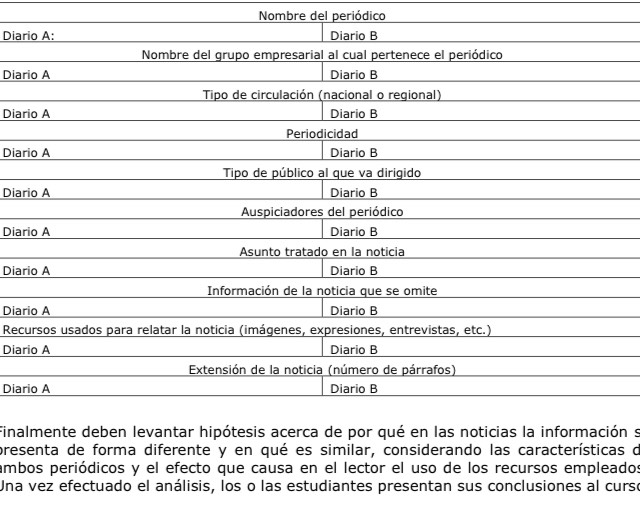 Nombre del periódico
Diario A: Diario B
Nombre del grupo empresarial al cual pertenece el periódico
Diario A Diario B
Tipo de circulación (nacional o regional)
Diario A Diario B
Periodicidad
Diario A Diario B
Tipo de público al que va dirigido
Diario A Diario B
Auspiciadores del periódico
Diario A Diario B
Asunto tratado en la noticia
Diario A Diario B
Información de la noticia que se omite
Diario A Diario B
Recursos usados para relatar la noticia (imágenes, expresiones, entrevistas, etc.)
Diario A Diario B
Extensión de la noticia (número de párrafos)
Diario A Diario B
Finalmente deben levantar hipótesis acerca de por qué en las noticias la información s
presenta de forma diferente y en qué es similar, considerando las características d
ambos periódicos y el efecto que causa en el lector el uso de los recursos empleados
Una vez efectuado el análisis, los o las estudiantes presentan sus conclusiones al curso